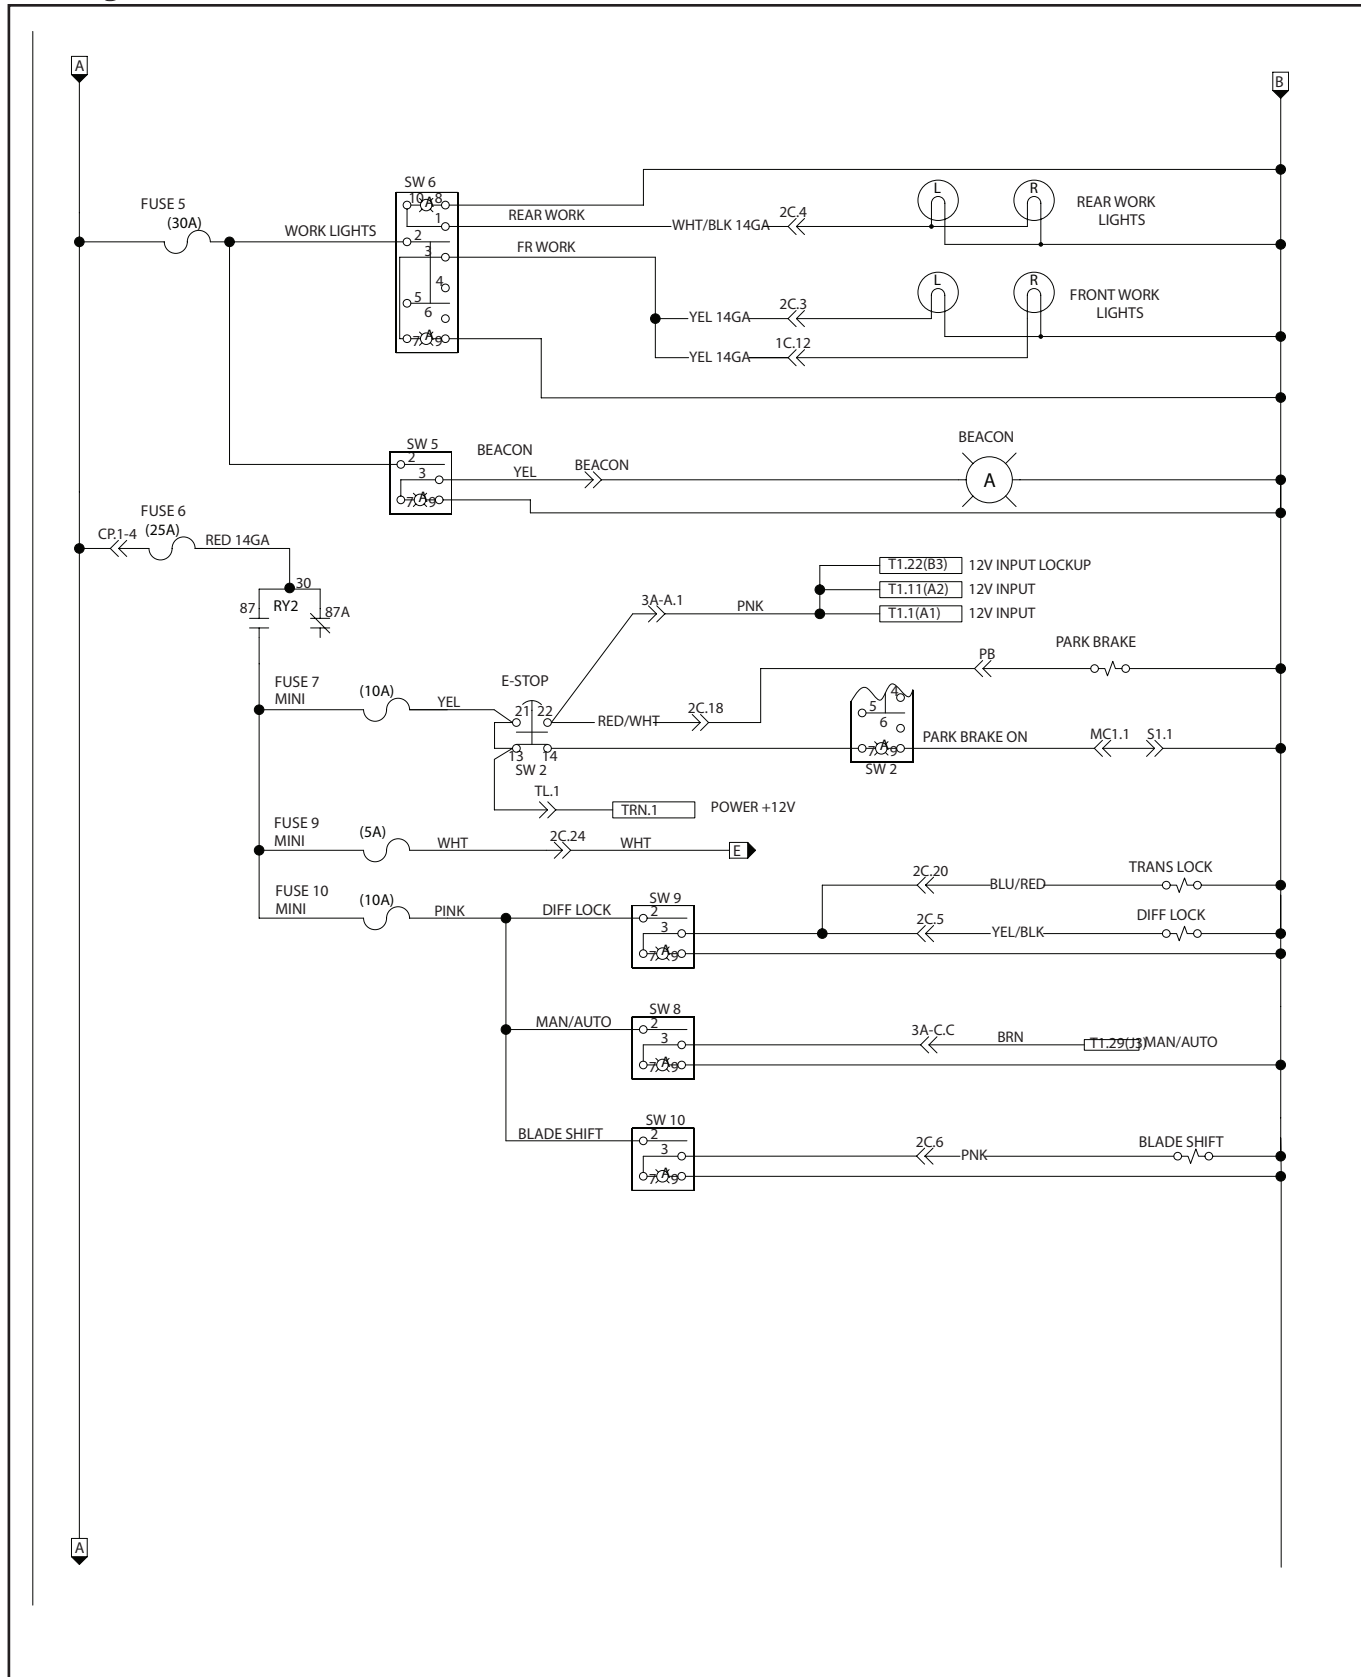 A
B
SW 6
FUSE 5
(30A)
10 A 8
1
REAR WORK
WHT/BLK 14GA
2C.4
L
R
REAR WORK
LIGHTS
WORK LIGHTS
2
3
FR WORK
4
5
6
7 A 9
YEL 14GA
2C.3
L
R
FRONT WORK
LIGHTS
YEL 14GA
1C.12
SW 5
2
3
7 A 9
BEACON
YEL
BEACON
BEACON
A
FUSE 6
(25A)
CP.1-4
RED 14GA
30
87
RY2
87A
3A-A.1
PNK
T1.22(B3) 12V INPUT LOCKUP
T1.11(A2) 12V INPUT
T1.1(A1) 12V INPUT
PARK BRAKE
PB
FUSE 7
MINI
(10A)
YEL
E-STOP
21 22
RED/WHT
2C.18
13 14
SW 2
4
5
6
7 A 9
SW 2
PARK BRAKE ON
MC1.1
S1.1
TL.1
TRN.1
POWER +12V
FUSE 9
MINI
(5A)
WHT
2C.24
WHT
E
FUSE 10
MINI
(10A)
PINK
DIFF LOCK
SW 9
2
3
7 A 9
2C.20
BLU/RED
TRANS LOCK
2C.5
YEL/BLK
DIFF LOCK
MAN/AUTO
SW 8
2
3
7 A 9
3A-C.C
BRN
T1.29(J3) MAN/AUTO
BLADE SHIFT
SW 10
2
3
7 A 9
2C.6
PNK
BLADE SHIFT
A